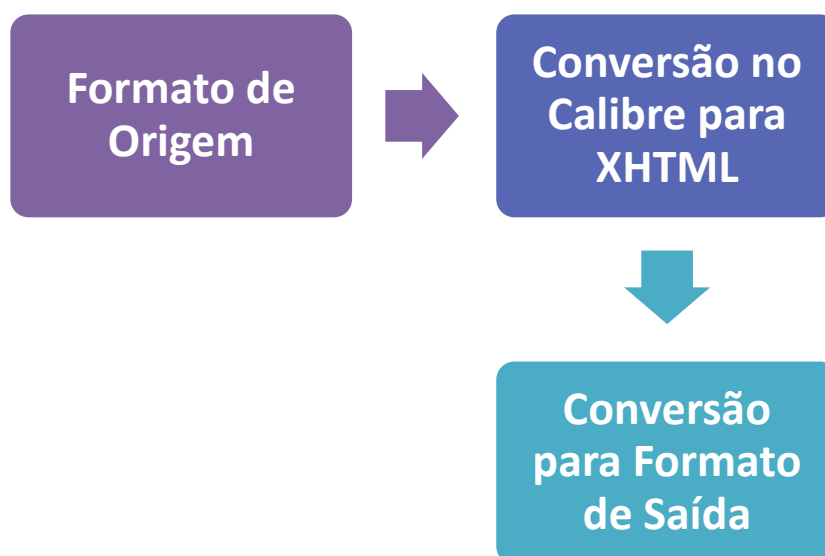 Formato de
Origem
Conversão no
Calibre para
XHTML
Conversão
para Formato
de Saída